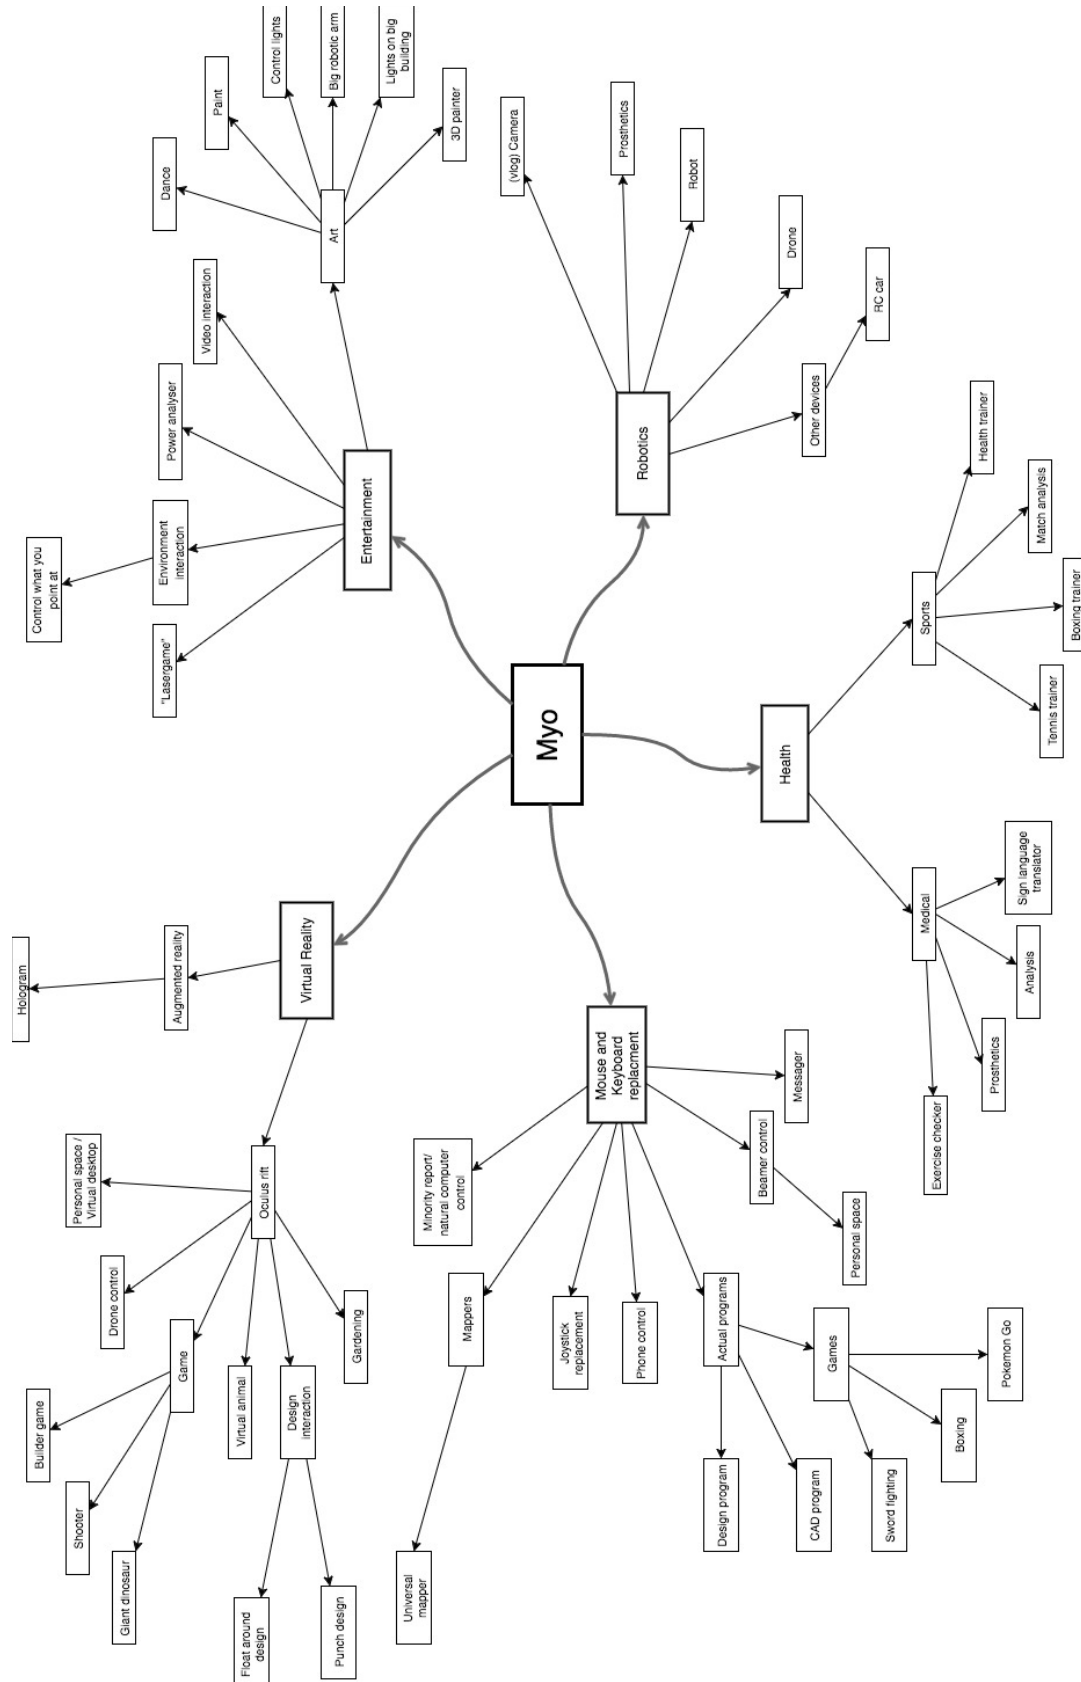 Hologram
Augmented reality
Virtual Reality
Personal space /
Virtual desktop
Drone control
Oculus rift
Game
Builder game
Shooter
Giant dinosaur
Virtual animal
Design
interaction
Gardening
Float around
design
Punch design
Control what you
point at
"Lasergame"
Environment
interaction
Power analyser
Video interaction
Entertainment
Art
Dance
Paint
Control lights
Big robotic arm
Lights on big
building
3D painter
Myo
Robotics
(vlog) Camera
Prosthetics
Robot
Drone
Other devices
RC car
Mouse and
Keyboard
replacment
Minority report/
natural computer
control
Mappers
Universal
mapper
Joystick
replacement
Phone control
Actual programs
Design program
CAD program
Games
Sword fighting
Boxing
Pokemon Go
Beamer control
Personal space
Messager
Health
Medical
Exercise checker
Prosthetics
Analysis
Sign language
translator
Sports
Tennis trainer
Boxing trainer
Match analysis
Health trainer